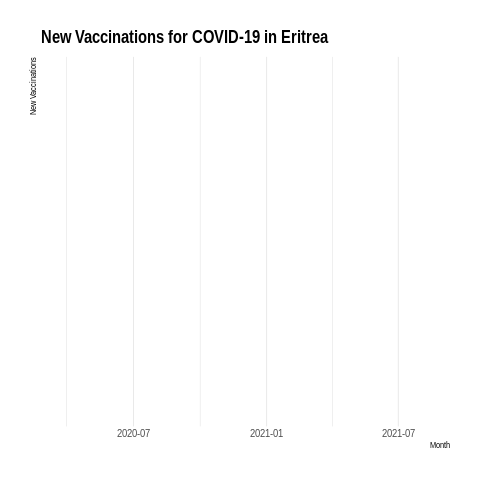 New Vaccinations for COVID-19 in Eritrea
New Vaccinations
2020-07
2021-01
2021-07
Month